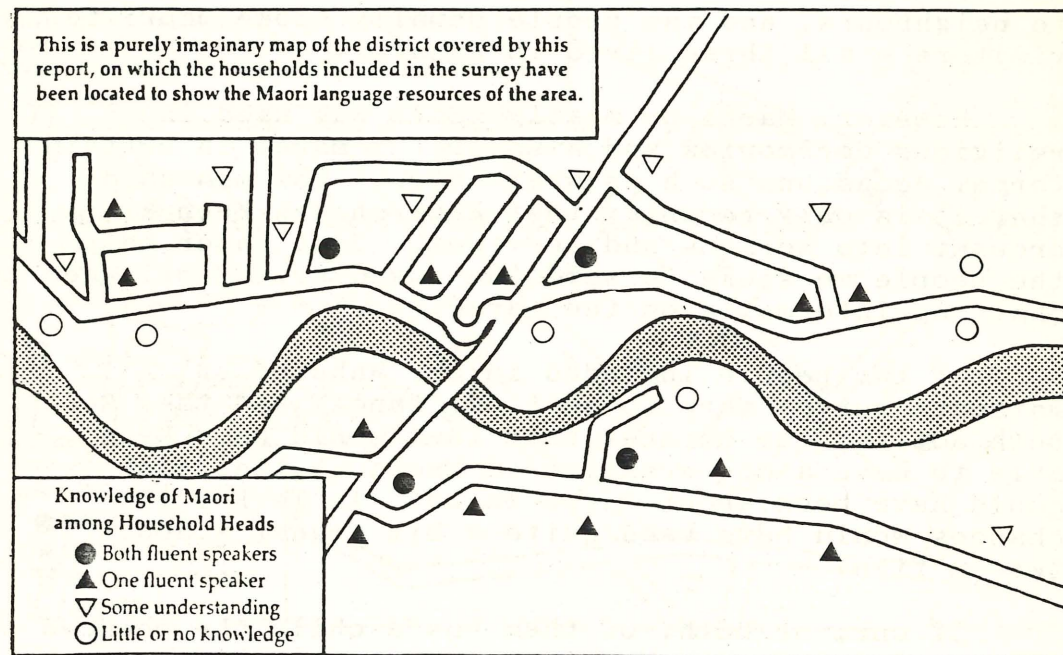 This is a purely imaginary map of the district covered by this
report, on which the households included in the survey have
been located to show the Maori language resources of the area.
Knowledge of Maori
among Household Heads
Both fluent speakers
One fluent speaker
Some understanding
Little or no knowledge